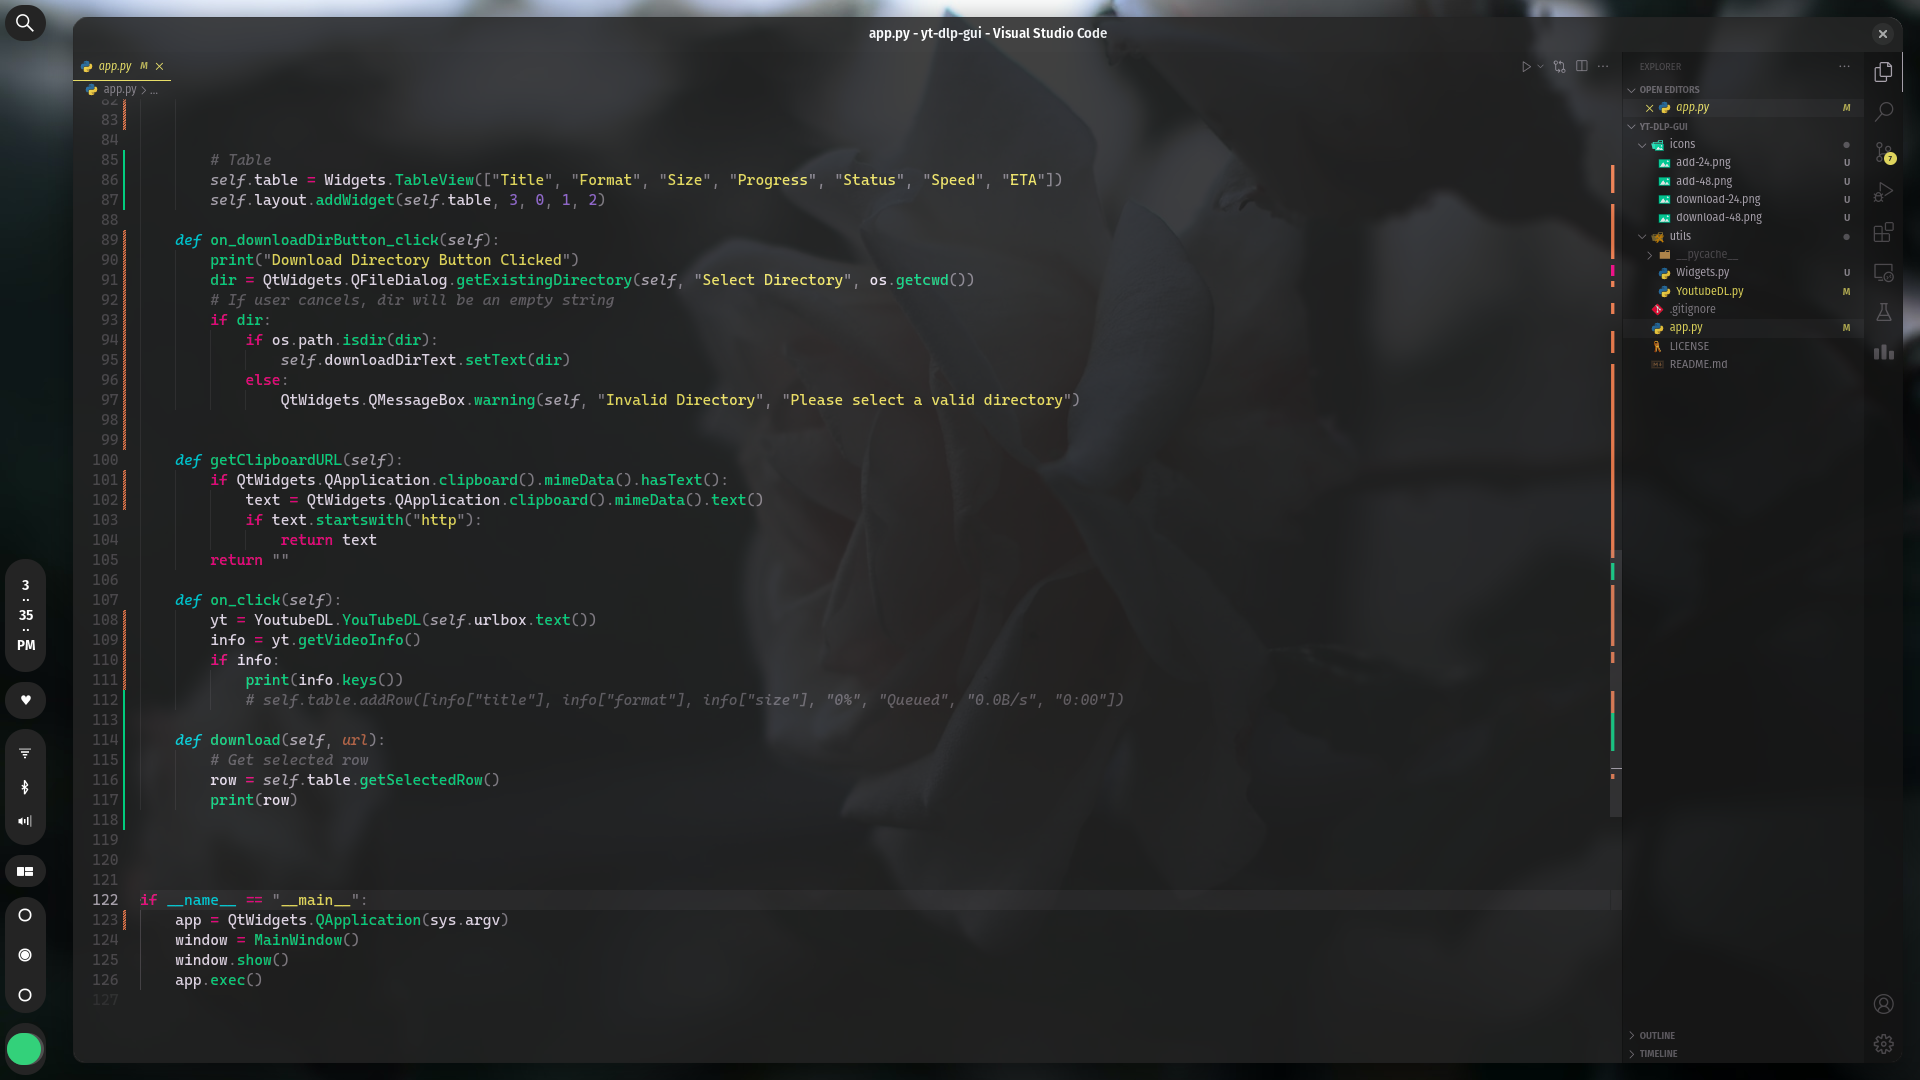 app.py - yt-dlp-gui - Visual Studio Code
app.py M
app.py > ...
82
83
84
85 # Table
86 self.table = Widgets.TableView(["Title", "Format", "Size", "Progress", "Status", "Speed", "ETA"])
87 self.layout.addWidget(self.table, 3, 0, 1, 2)
88
89 def on_downloadDirButton_click(self):
90 print("Download Directory Button Clicked")
91 dir = QtWidgets.QFileDialog.getExistingDirectory(self, "Select Directory", os.getcwd())
92 # If user cancels, dir will be an empty string
93 if dir:
94 if os.path.isdir(dir):
95 self.downloadDirText.setText(dir)
96 else:
97 QtWidgets.QMessageBox.warning(self, "Invalid Directory", "Please select a valid directory")
98
99
100 def getClipboardURL(self):
101 if QtWidgets.QApplication.clipboard().mimeData().hasText():
102 text = QtWidgets.QApplication.clipboard().mimeData().text()
103 if text.startswith("http"):
104 return text
105 return ""
106
107 def on_click(self):
108 yt = YoutubeDL.YouTubeDL(self.urlbox.text())
109 info = yt.getVideoInfo()
110 if info:
111 print(info.keys())
112 # self.table.addRow([info["title"], info["format"], info["size"], "0%", "Queued", "0.0B/s", "0:00"])
113
114 def download(self, url):
115 # Get selected row
116 row = self.table.getSelectedRow()
117 print(row)
118
119
120
121
122 if __name__ == "__main__":
123 app = QtWidgets.QApplication(sys.argv)
124 window = MainWindow()
125 window.show()
126 app.exec()
127
EXPLORER
OPEN EDITORS
app.py M
YT-DLP-GUI
icons
add-24.png U
add-48.png U
download-24.png U
download-48.png U
utils
__pycache__
Widgets.py U
YoutubeDL.py M
.gitignore
app.py M
LICENSE
README.md
OUTLINE
TIMELINE
7
3
35
PM